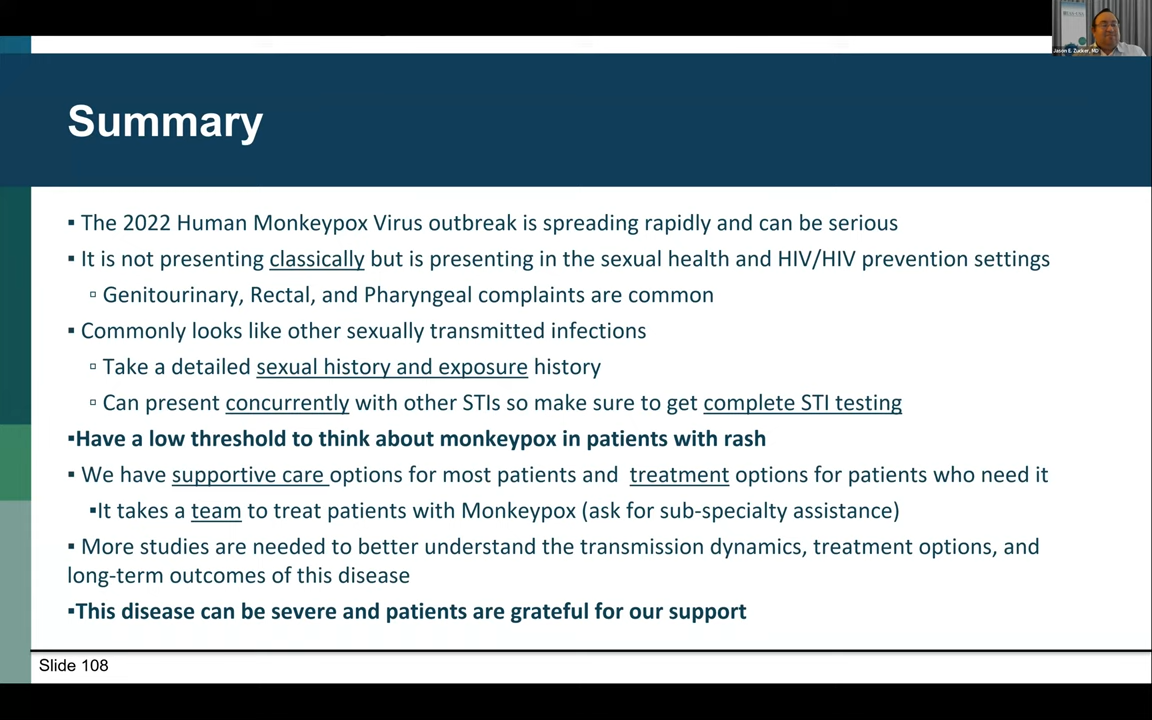 Jason E. Zucker, MD
Summary
▪ The 2022 Human Monkeypox Virus outbreak is spreading rapidly and can be serious
▪ It is not presenting classically but is presenting in the sexual health and HIV/HIV prevention settings
▫ Genitourinary, Rectal, and Pharyngeal complaints are common
▪ Commonly looks like other sexually transmitted infections
▫ Take a detailed sexual history and exposure history
▫ Can present concurrently with other STIs so make sure to get complete STI testing
▪Have a low threshold to think about monkeypox in patients with rash
▪ We have supportive care options for most patients and treatment options for patients who need it
▪It takes a team to treat patients with Monkeypox (ask for sub-specialty assistance)
▪ More studies are needed to better understand the transmission dynamics, treatment options, and
long-term outcomes of this disease
▪This disease can be severe and patients are grateful for our support
Slide 108